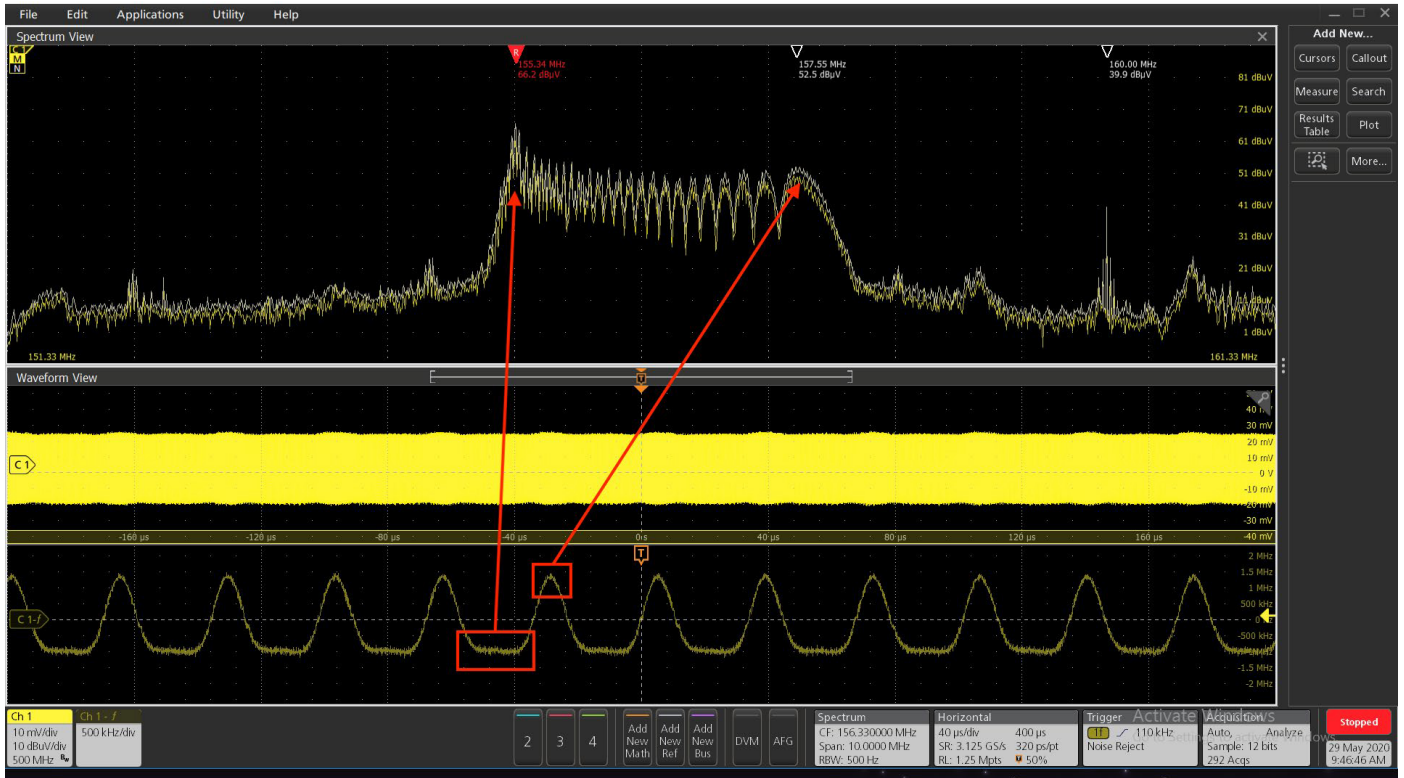 File Edit Applications Utility Help
Spectrum View
Add New...
C 1
M
N
R
155.34 MHz
66.2 dBµV
157.55 MHz
52.5 dBµV
160.00 MHz
39.9 dBµV
81 dBuV
71 dBuV
61 dBuV
51 dBuV
41 dBuV
31 dBuV
21 dBuV
1 dBuV
151.33 MHz
161.33 MHz
Cursors Callout
Measure Search
Results Table Plot
More...
Waveform View
T
30 mV
20 mV
10 mV
0 V
-10 mV
-20 mV
-30 mV
-40 mV
C 1
-160 µs -120 µs -80 µs -40 µs 0 s 40 µs 80 µs 120 µs 160 µs
T
2 MHz
1.5 MHz
1 MHz
500 kHz
-500 kHz
-1.5 MHz
-2 MHz
C 1-f
Ch 1
10 mV/div
10 dBuV/div
500 MHz
Ch 1 - f
500 kHz/div
2 3 4
Add New Math
Add New Ref
Add New Bus
DVM AFG
Spectrum
CF: 156.330000 MHz
Span: 10.0000 MHz
RBW: 500 Hz
Horizontal
40 µs/div 400 µs
SR: 3.125 GS/s 320 ps/pt
RL: 1.25 Mpts 50%
Trigger
1f 110 kHz
Noise Reject
Acquisition
Auto, Analyze
Sample: 12 bits
292 Acqs
Activate Windows
Stopped
29 May 2020
9:46:46 AM